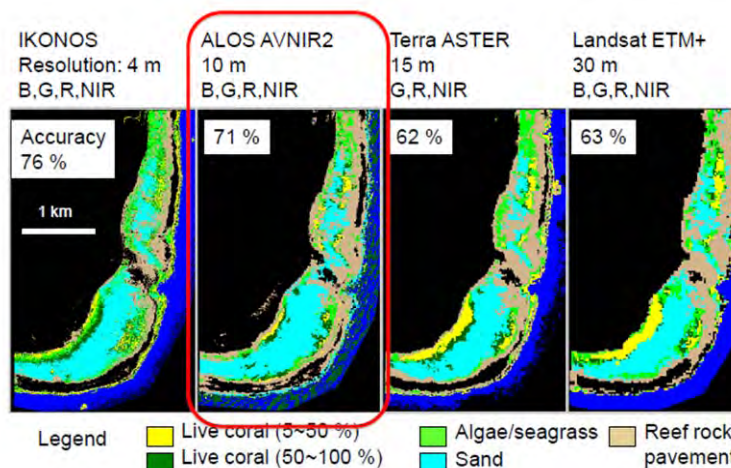 IKONOS
Resolution: 4 m
B,G,R,NIR
ALOS AVNIR2
10 m
B,G,R,NIR
Terra ASTER
15 m
G,R,NIR
Landsat ETM+
30 m
B,G,R,NIR
Accuracy
76 %
71 %
62 %
63 %
1 km
Legend
Live coral (5~50 %)
Live coral (50~100 %)
Algae/seagrass
Sand
Reef rock
pavement